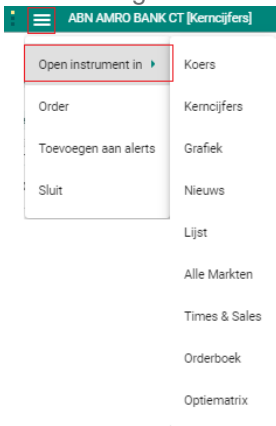 ABN AMRO BANK CT [Kerncijfers]
Open instrument in
Order
Toevoegen aan alerts
Sluit
Koers
Kerncijfers
Grafiek
Nieuws
Lijst
Alle Markten
Times & Sales
Orderboek
Optiematrix